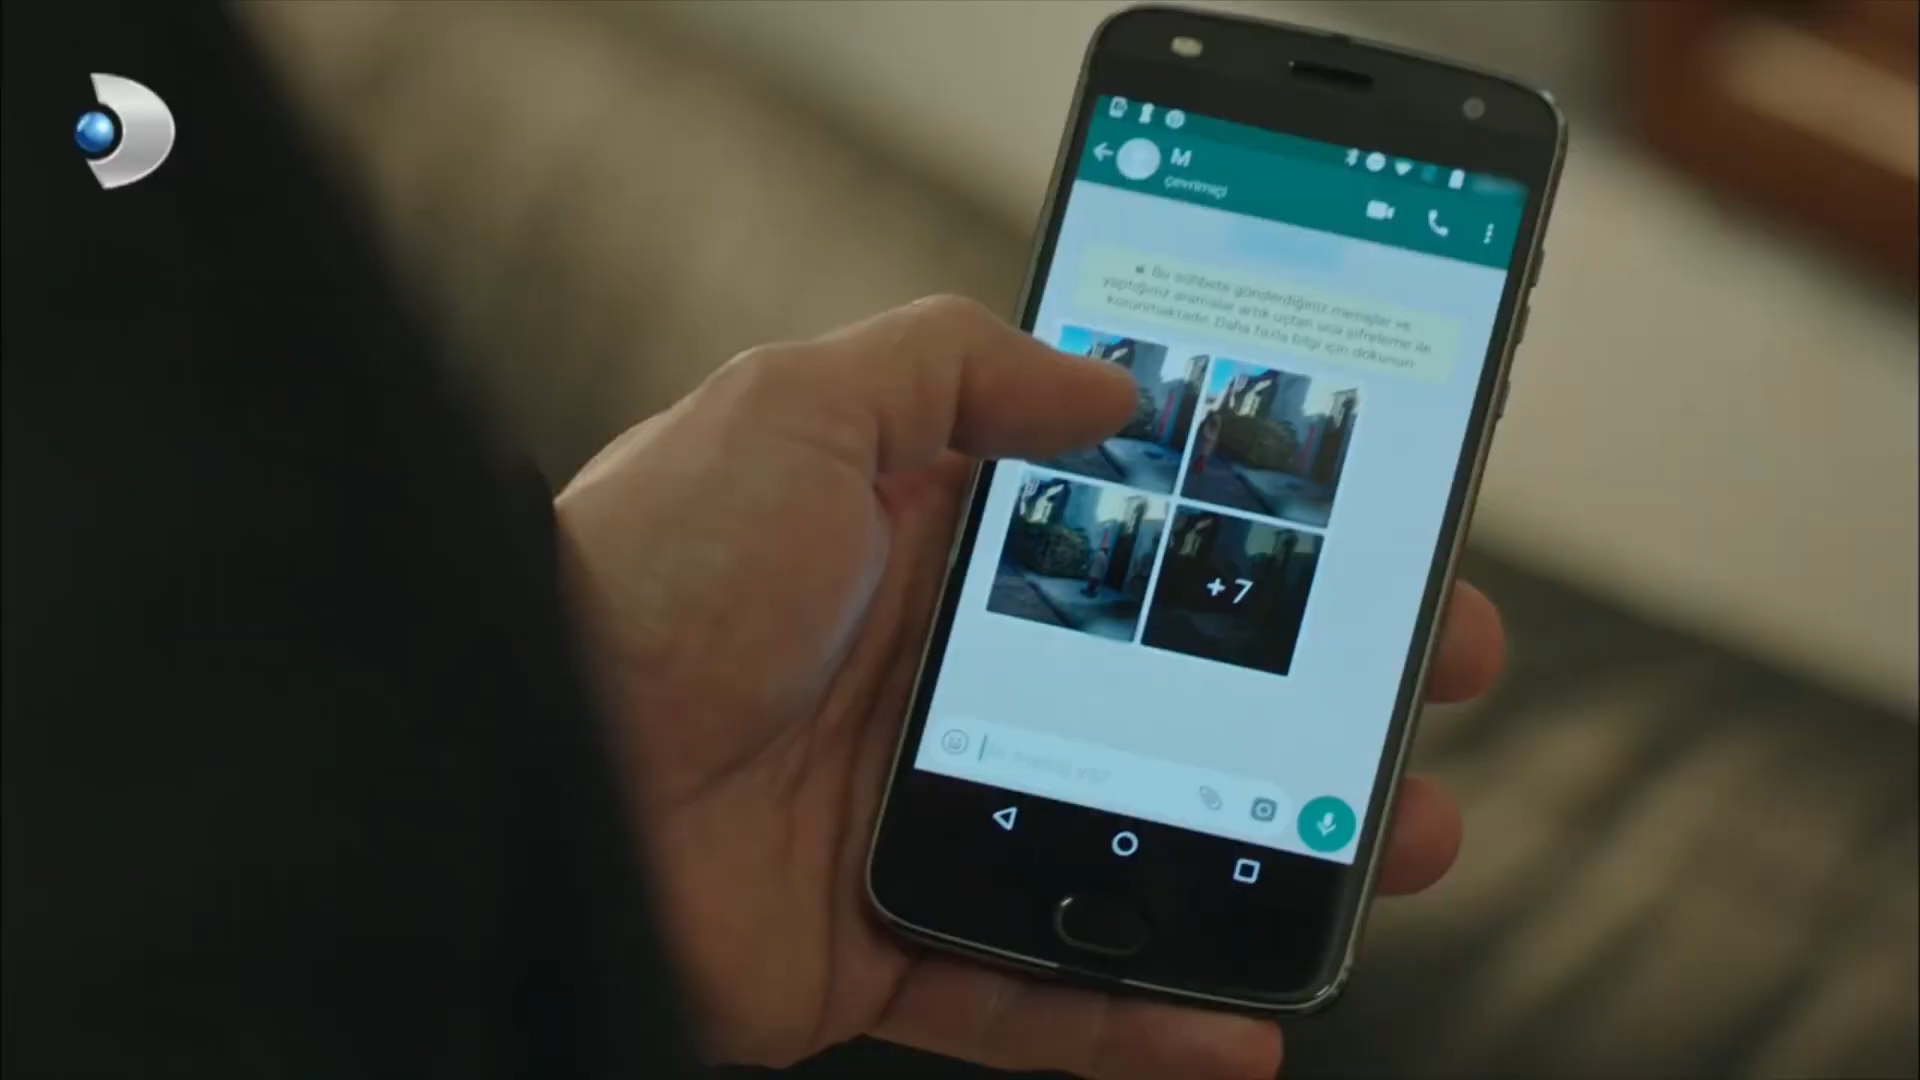 M
çevrimiçi
Bu sohbete gönderdiğiniz mesajlar ve
yaptığınız aramalar artık uçtan uca şifreleme ile
korunmaktadır. Daha fazla bilgi için dokunun.
+7